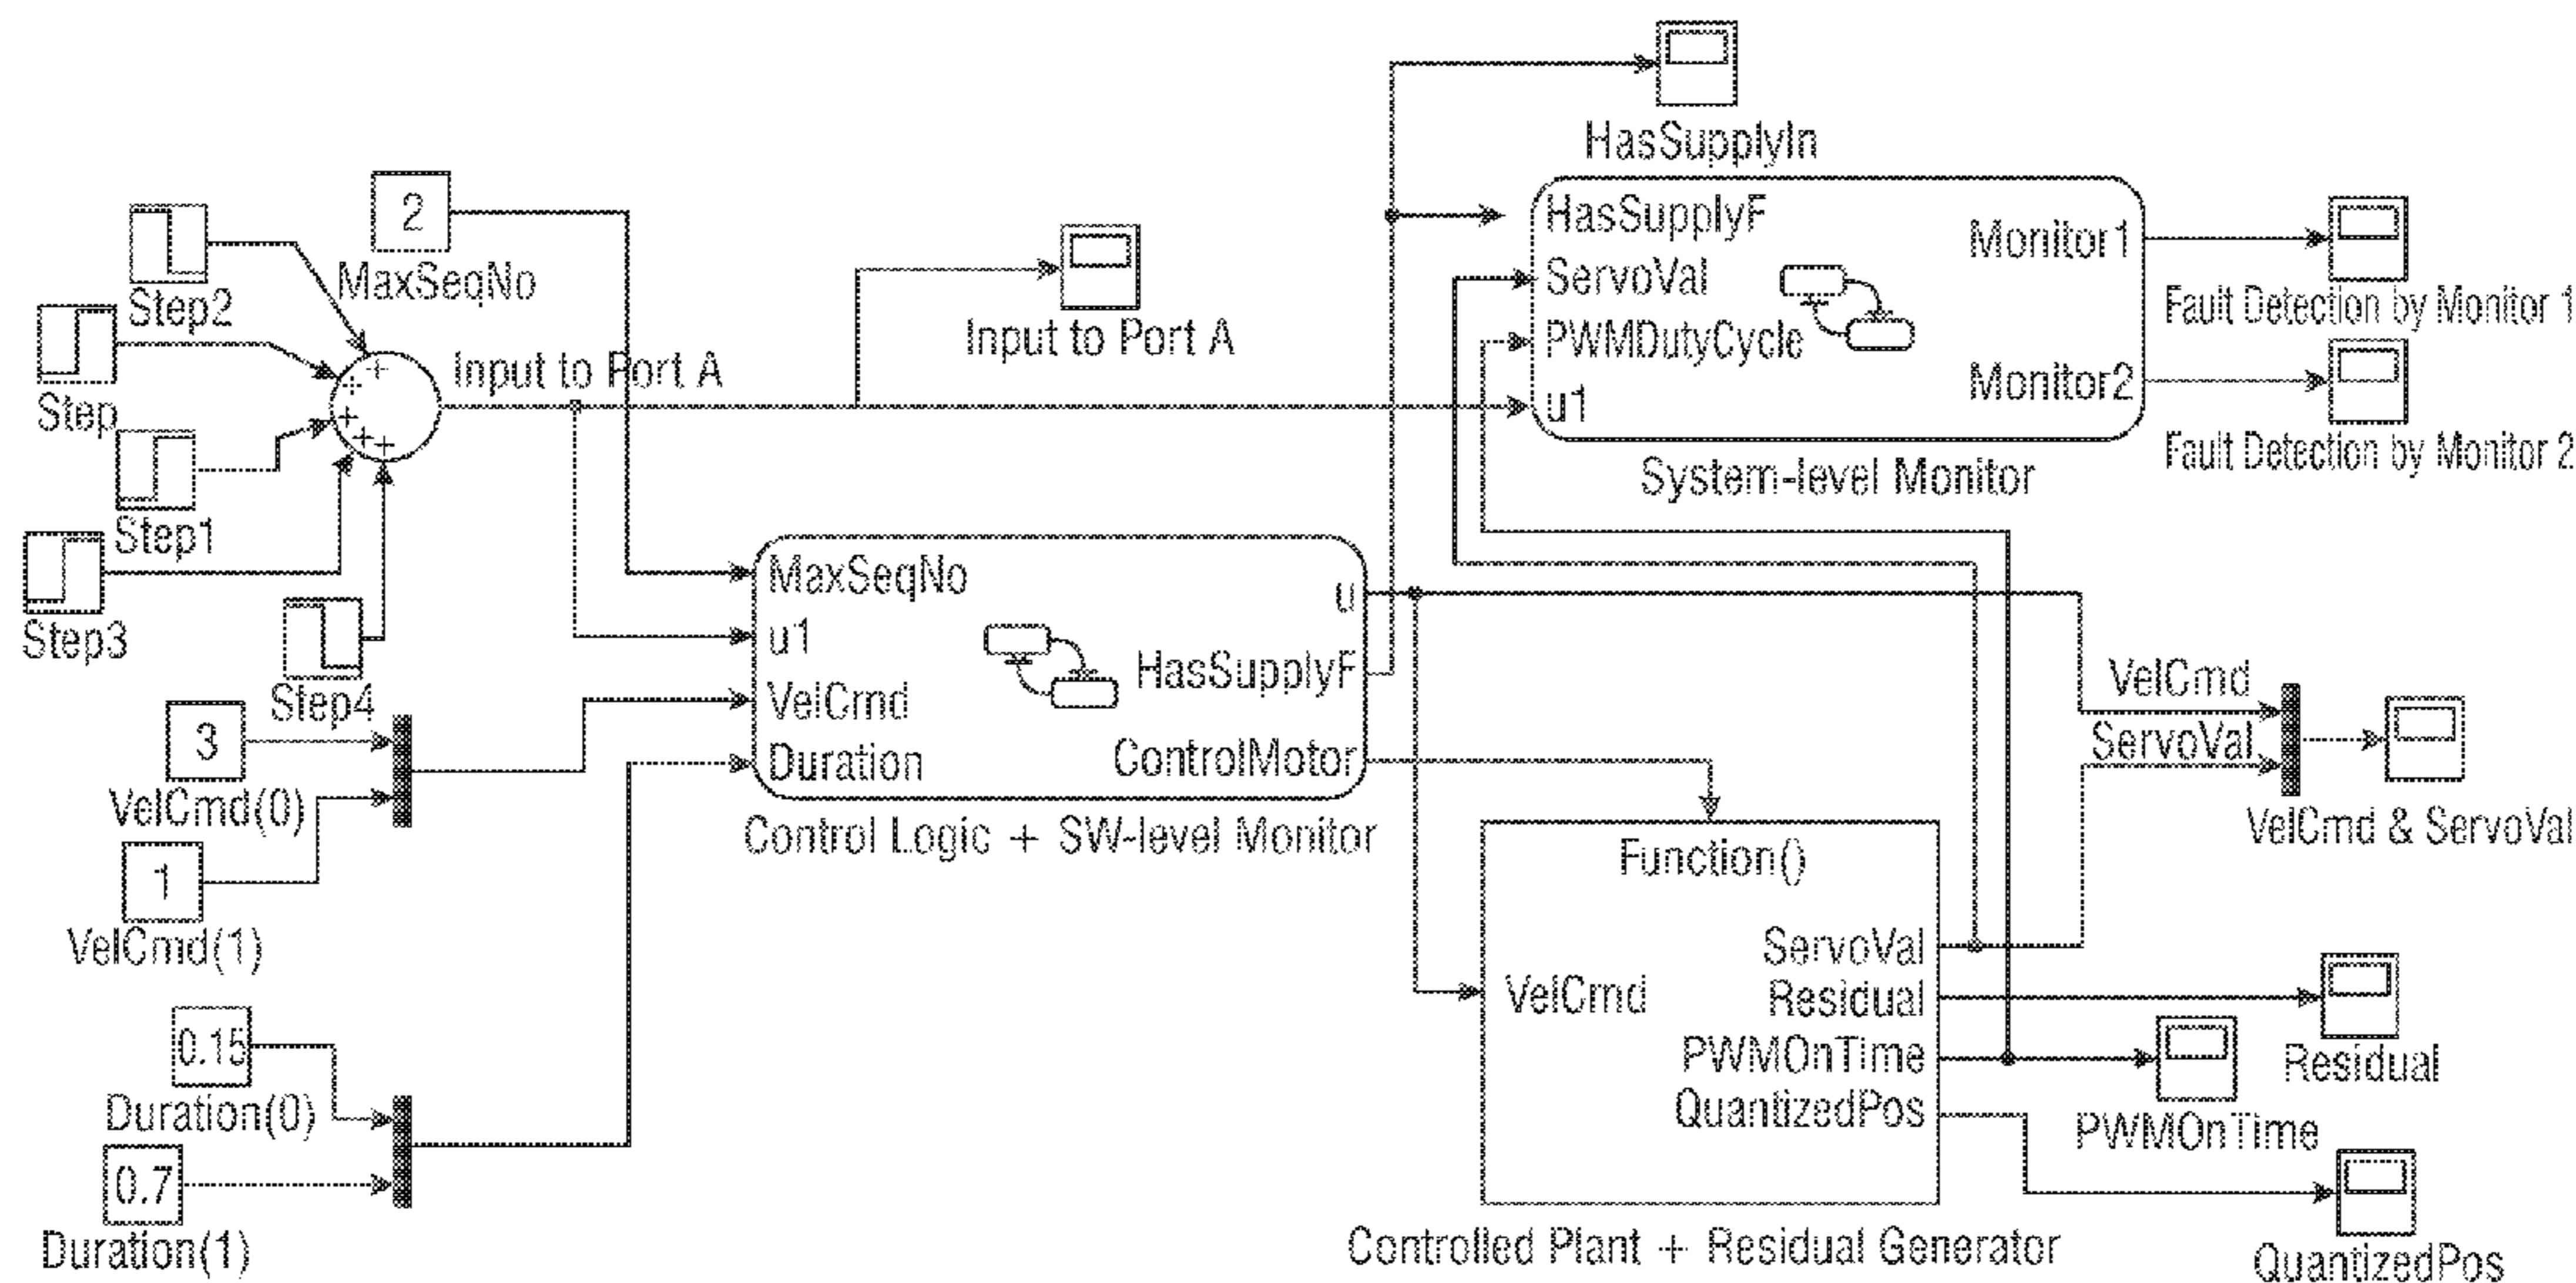 HasSupplyIn
2
MaxSeqNo
Step2
Step
Step1
Step3
Step4
+
+
+
+
+
Input to Port A
Input to Port A
HasSupplyF
ServoVal
PWMDutyCycle
u1
Monitor1
Monitor2
System-level Monitor
Fault Detection by Monitor 1
Fault Detection by Monitor 2
MaxSeqNo
u1
VelCmd
Duration
u
HasSupplyF
ControlMotor
Control Logic + SW-level Monitor
3
VelCmd(0)
1
VelCmd(1)
0.15
Duration(0)
0.7
Duration(1)
Function()
VelCmd
ServoVal
Residual
PWMOnTime
QuantizedPos
Controlled Plant + Residual Generator
VelCmd
ServoVal
VelCmd & ServoVal
Residual
PWMOnTime
QuantizedPos